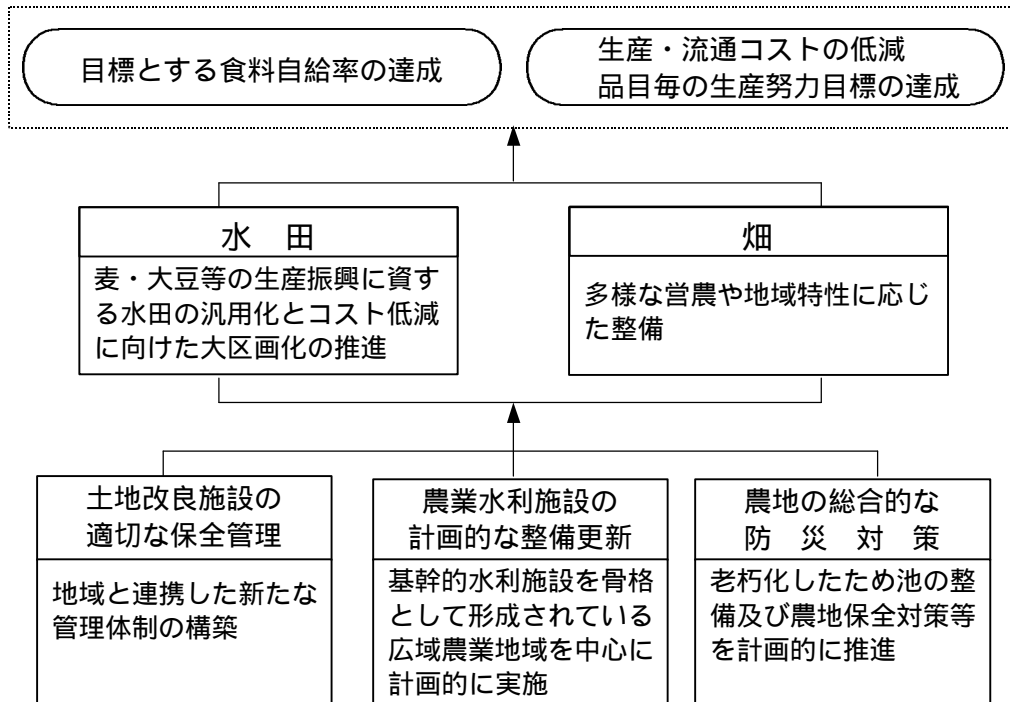 目標とする食料自給率の達成
生産・流通コストの低減
品目毎の生産努力目標の達成
水　田
麦・大豆等の生産振興に資す
る水田の汎用化とコスト低減
に向けた大区画化の推進
畑
多様な営農や地域特性に応じ
た整備
土地改良施設の
適切な保全管理
地域と連携した新たな
管理体制の構築
農業水利施設の
計画的な整備更新
基幹的水利施設を骨格
として形成されている
広域農業地域を中心に
計画的に実施
農地の総合的な
防　災　対　策
老朽化したため池の整
備及び農地保全対策等
を計画的に推進